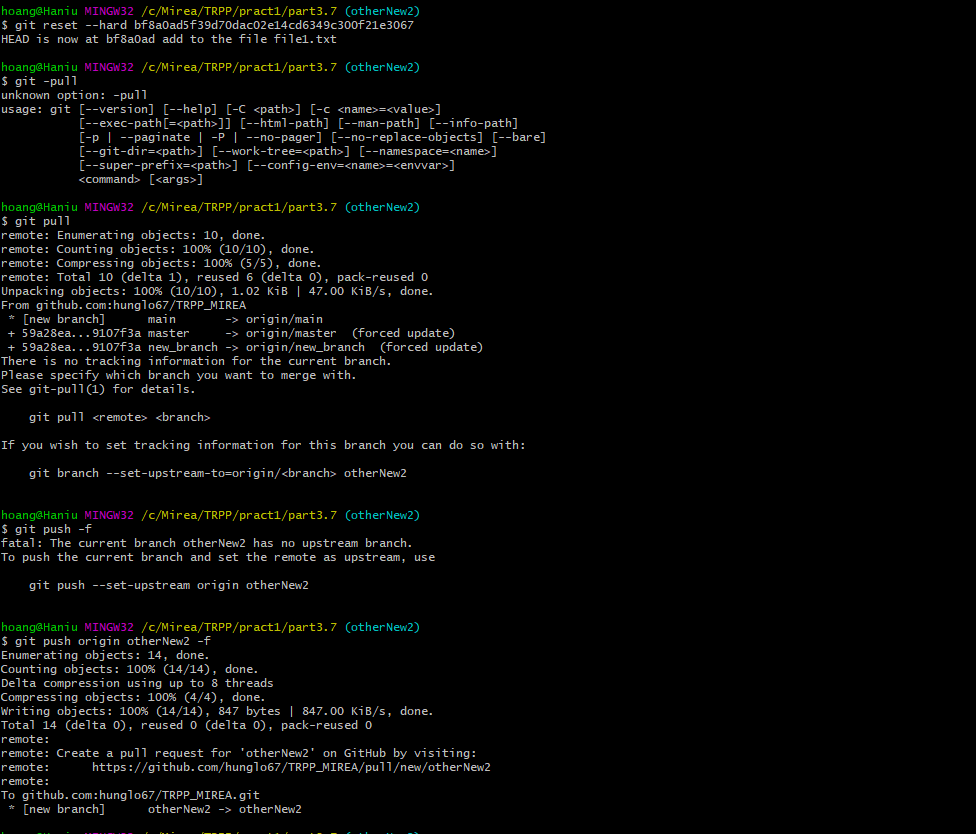 hoang@Haniu MINGW32 /c/Mirea/TRPP/pract1/part3.7 (otherNew2)
$ git reset --hard bf8a0ad5f39d70dac02e14cd6349c300f21e3067
HEAD is now at bf8a0ad add to the file file1.txt
hoang@Haniu MINGW32 /c/Mirea/TRPP/pract1/part3.7 (otherNew2)
$ git -pull
unknown option: -pull
usage: git [--version] [--help] [-C <path>] [-c <name>=<value>]
[--exec-path[=<path>]] [--html-path] [--man-path] [--info-path]
[-p | --paginate | -P | --no-pager] [--no-replace-objects] [--bare]
[--git-dir=<path>] [--work-tree=<path>] [--namespace=<name>]
[--super-prefix=<path>] [--config-env=<name>=<envvar>]
<command> [<args>]
hoang@Haniu MINGW32 /c/Mirea/TRPP/pract1/part3.7 (otherNew2)
$ git pull
remote: Enumerating objects: 10, done.
remote: Counting objects: 100% (10/10), done.
remote: Compressing objects: 100% (5/5), done.
remote: Total 10 (delta 1), reused 6 (delta 0), pack-reused 0
Unpacking objects: 100% (10/10), 1.02 KiB | 47.00 KiB/s, done.
From github.com:hunglo67/TRPP_MIREA
* [new branch]      main       -> origin/main
+ 59a28ea...9107f3a master     -> origin/master  (forced update)
+ 59a28ea...9107f3a new_branch -> origin/new_branch  (forced update)
There is no tracking information for the current branch.
Please specify which branch you want to merge with.
See git-pull(1) for details.
git pull <remote> <branch>
If you wish to set tracking information for this branch you can do so with:
git branch --set-upstream-to=origin/<branch> otherNew2
hoang@Haniu MINGW32 /c/Mirea/TRPP/pract1/part3.7 (otherNew2)
$ git push -f
fatal: The current branch otherNew2 has no upstream branch.
To push the current branch and set the remote as upstream, use
git push --set-upstream origin otherNew2
hoang@Haniu MINGW32 /c/Mirea/TRPP/pract1/part3.7 (otherNew2)
$ git push origin otherNew2 -f
Enumerating objects: 14, done.
Counting objects: 100% (14/14), done.
Delta compression using up to 8 threads
Compressing objects: 100% (4/4), done.
Writing objects: 100% (14/14), 847 bytes | 847.00 KiB/s, done.
Total 14 (delta 0), reused 0 (delta 0), pack-reused 0
remote:
remote: Create a pull request for 'otherNew2' on GitHub by visiting:
remote:      https://github.com/hunglo67/TRPP_MIREA/pull/new/otherNew2
remote:
To github.com:hunglo67/TRPP_MIREA.git
* [new branch]      otherNew2 -> otherNew2